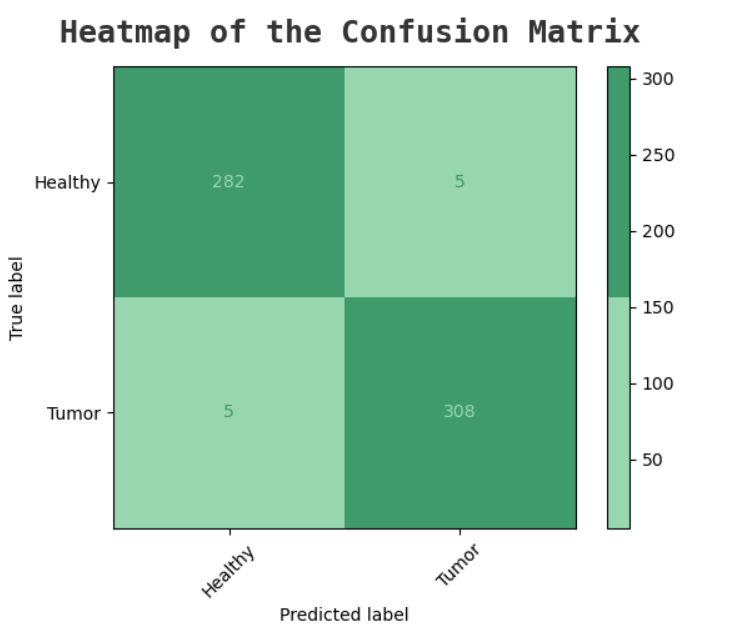 Heatmap of the Confusion Matrix
300
250
200
150
100
50
True label
Healthy
282
5
Tumor
5
308
Healthy
Tumor
Predicted label